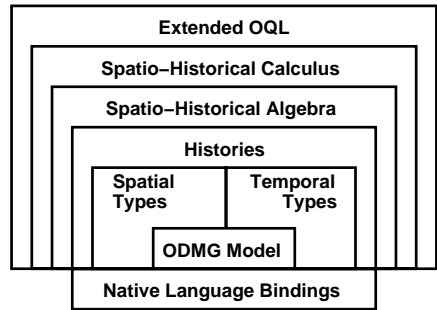 Extended OQL
Spatio−Historical Calculus
Spatio−Historical Algebra
Histories
Spatial Types
Temporal Types
ODMG Model
Native Language Bindings